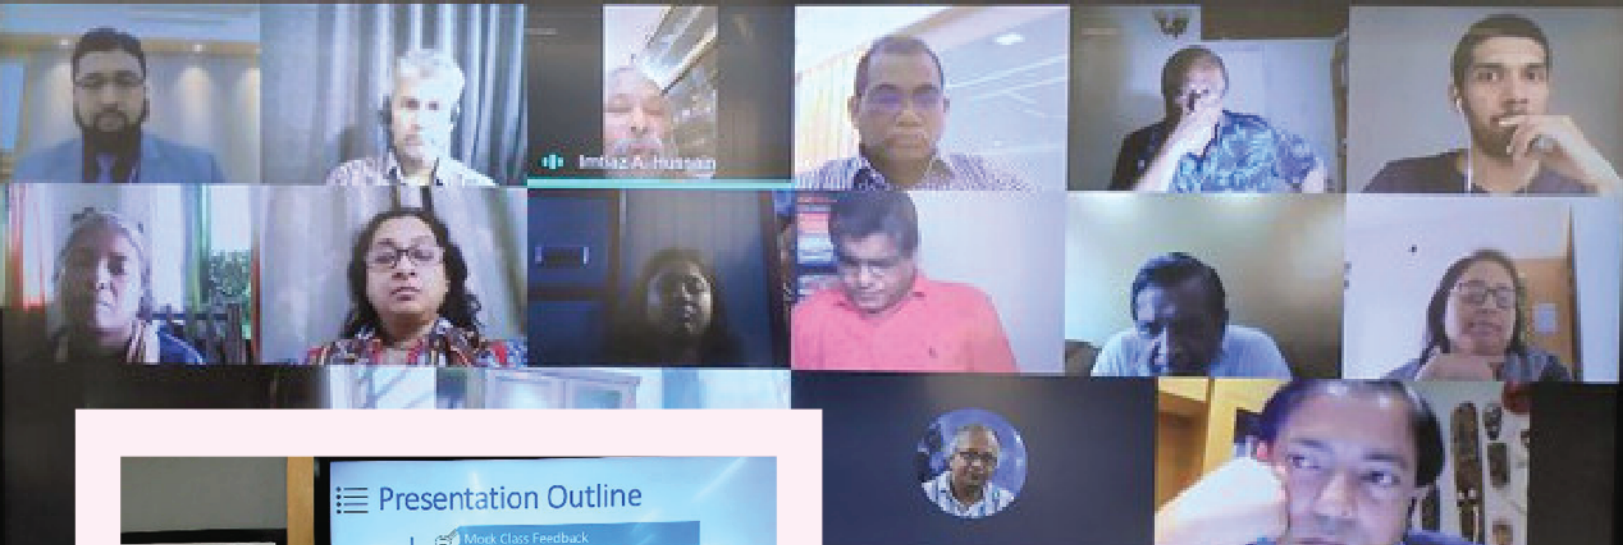 Imtiaz A. Hussain
Presentation Outline
Mock Class Feedback